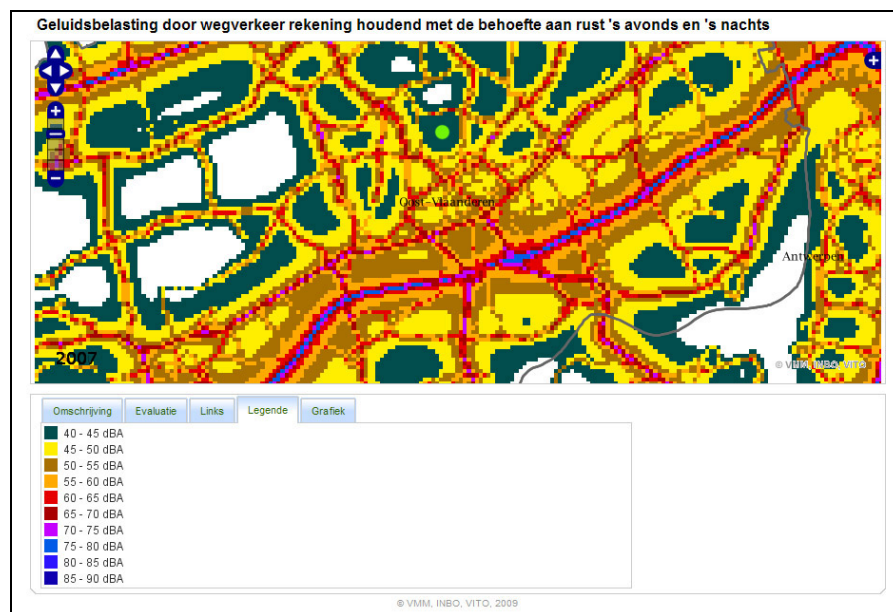 Geluidsbelasting door wegverkeer rekening houdend met de behoefte aan rust 's avonds en 's nachts
Oost-Vlaanderen
Antwerpen
2007
© VMM, INBO, VITO
Omschrijving Evaluatie Links Legende Grafiek
40 - 45 dBA
45 - 50 dBA
50 - 55 dBA
55 - 60 dBA
60 - 65 dBA
65 - 70 dBA
70 - 75 dBA
75 - 80 dBA
80 - 85 dBA
85 - 90 dBA
© VMM, INBO, VITO, 2009